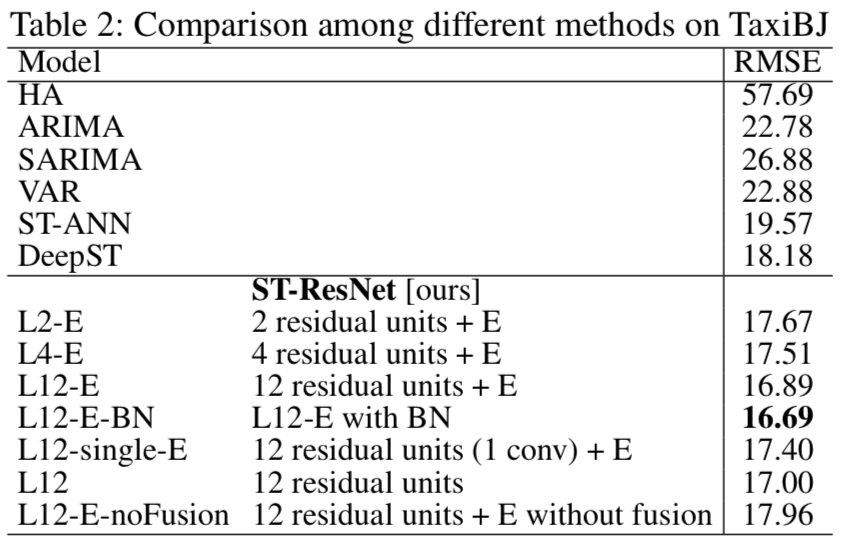 Table 2: Comparison among different methods on TaxiBJ
Model RMSE
HA 57.69
ARIMA 22.78
SARIMA 26.88
VAR 22.88
ST-ANN 19.57
DeepST 18.18
ST-ResNet [ours]
L2-E 2 residual units + E 17.67
L4-E 4 residual units + E 17.51
L12-E 12 residual units + E 16.89
L12-E-BN L12-E with BN 16.69
L12-single-E 12 residual units (1 conv) + E 17.40
L12 12 residual units 17.00
L12-E-noFusion 12 residual units + E without fusion 17.96